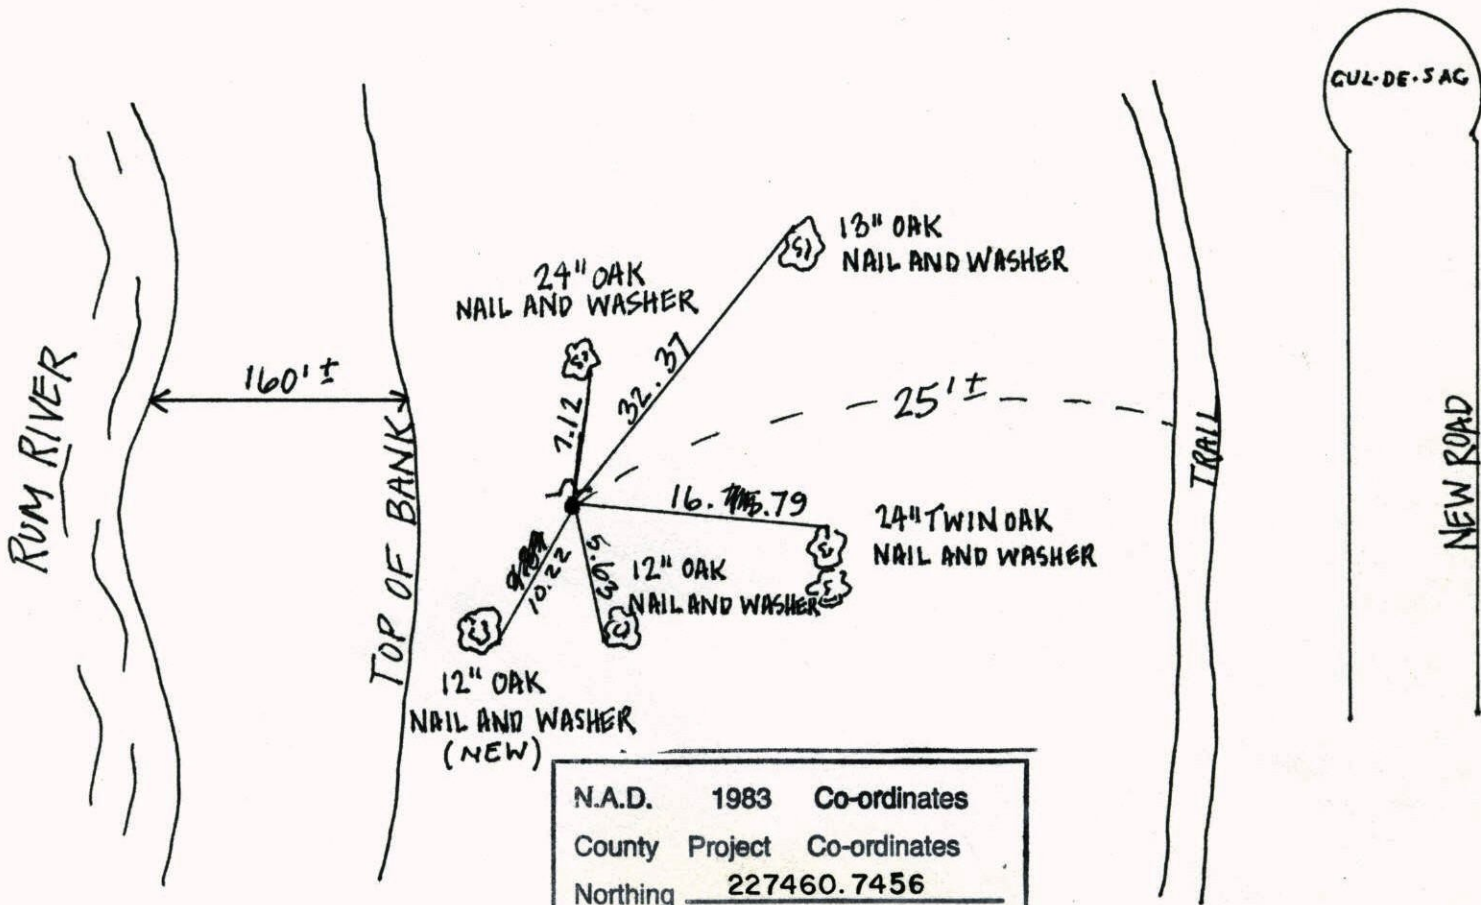 CUL-DE-SAC
13" OAK
NAIL AND WASHER
24" OAK
NAIL AND WASHER
RUM RIVER
160'±
TOP OF BANK
7.12
32.37
25'±
TRAIL
NEW ROAD
16. .79
24" TWIN OAK
NAIL AND WASHER
10.22
5.63
12" OAK
NAIL AND WASHER
12" OAK
NAIL AND WASHER
(NEW)
N.A.D. 1983 Co-ordinates
County Project Co-ordinates
Northing 227460.7456